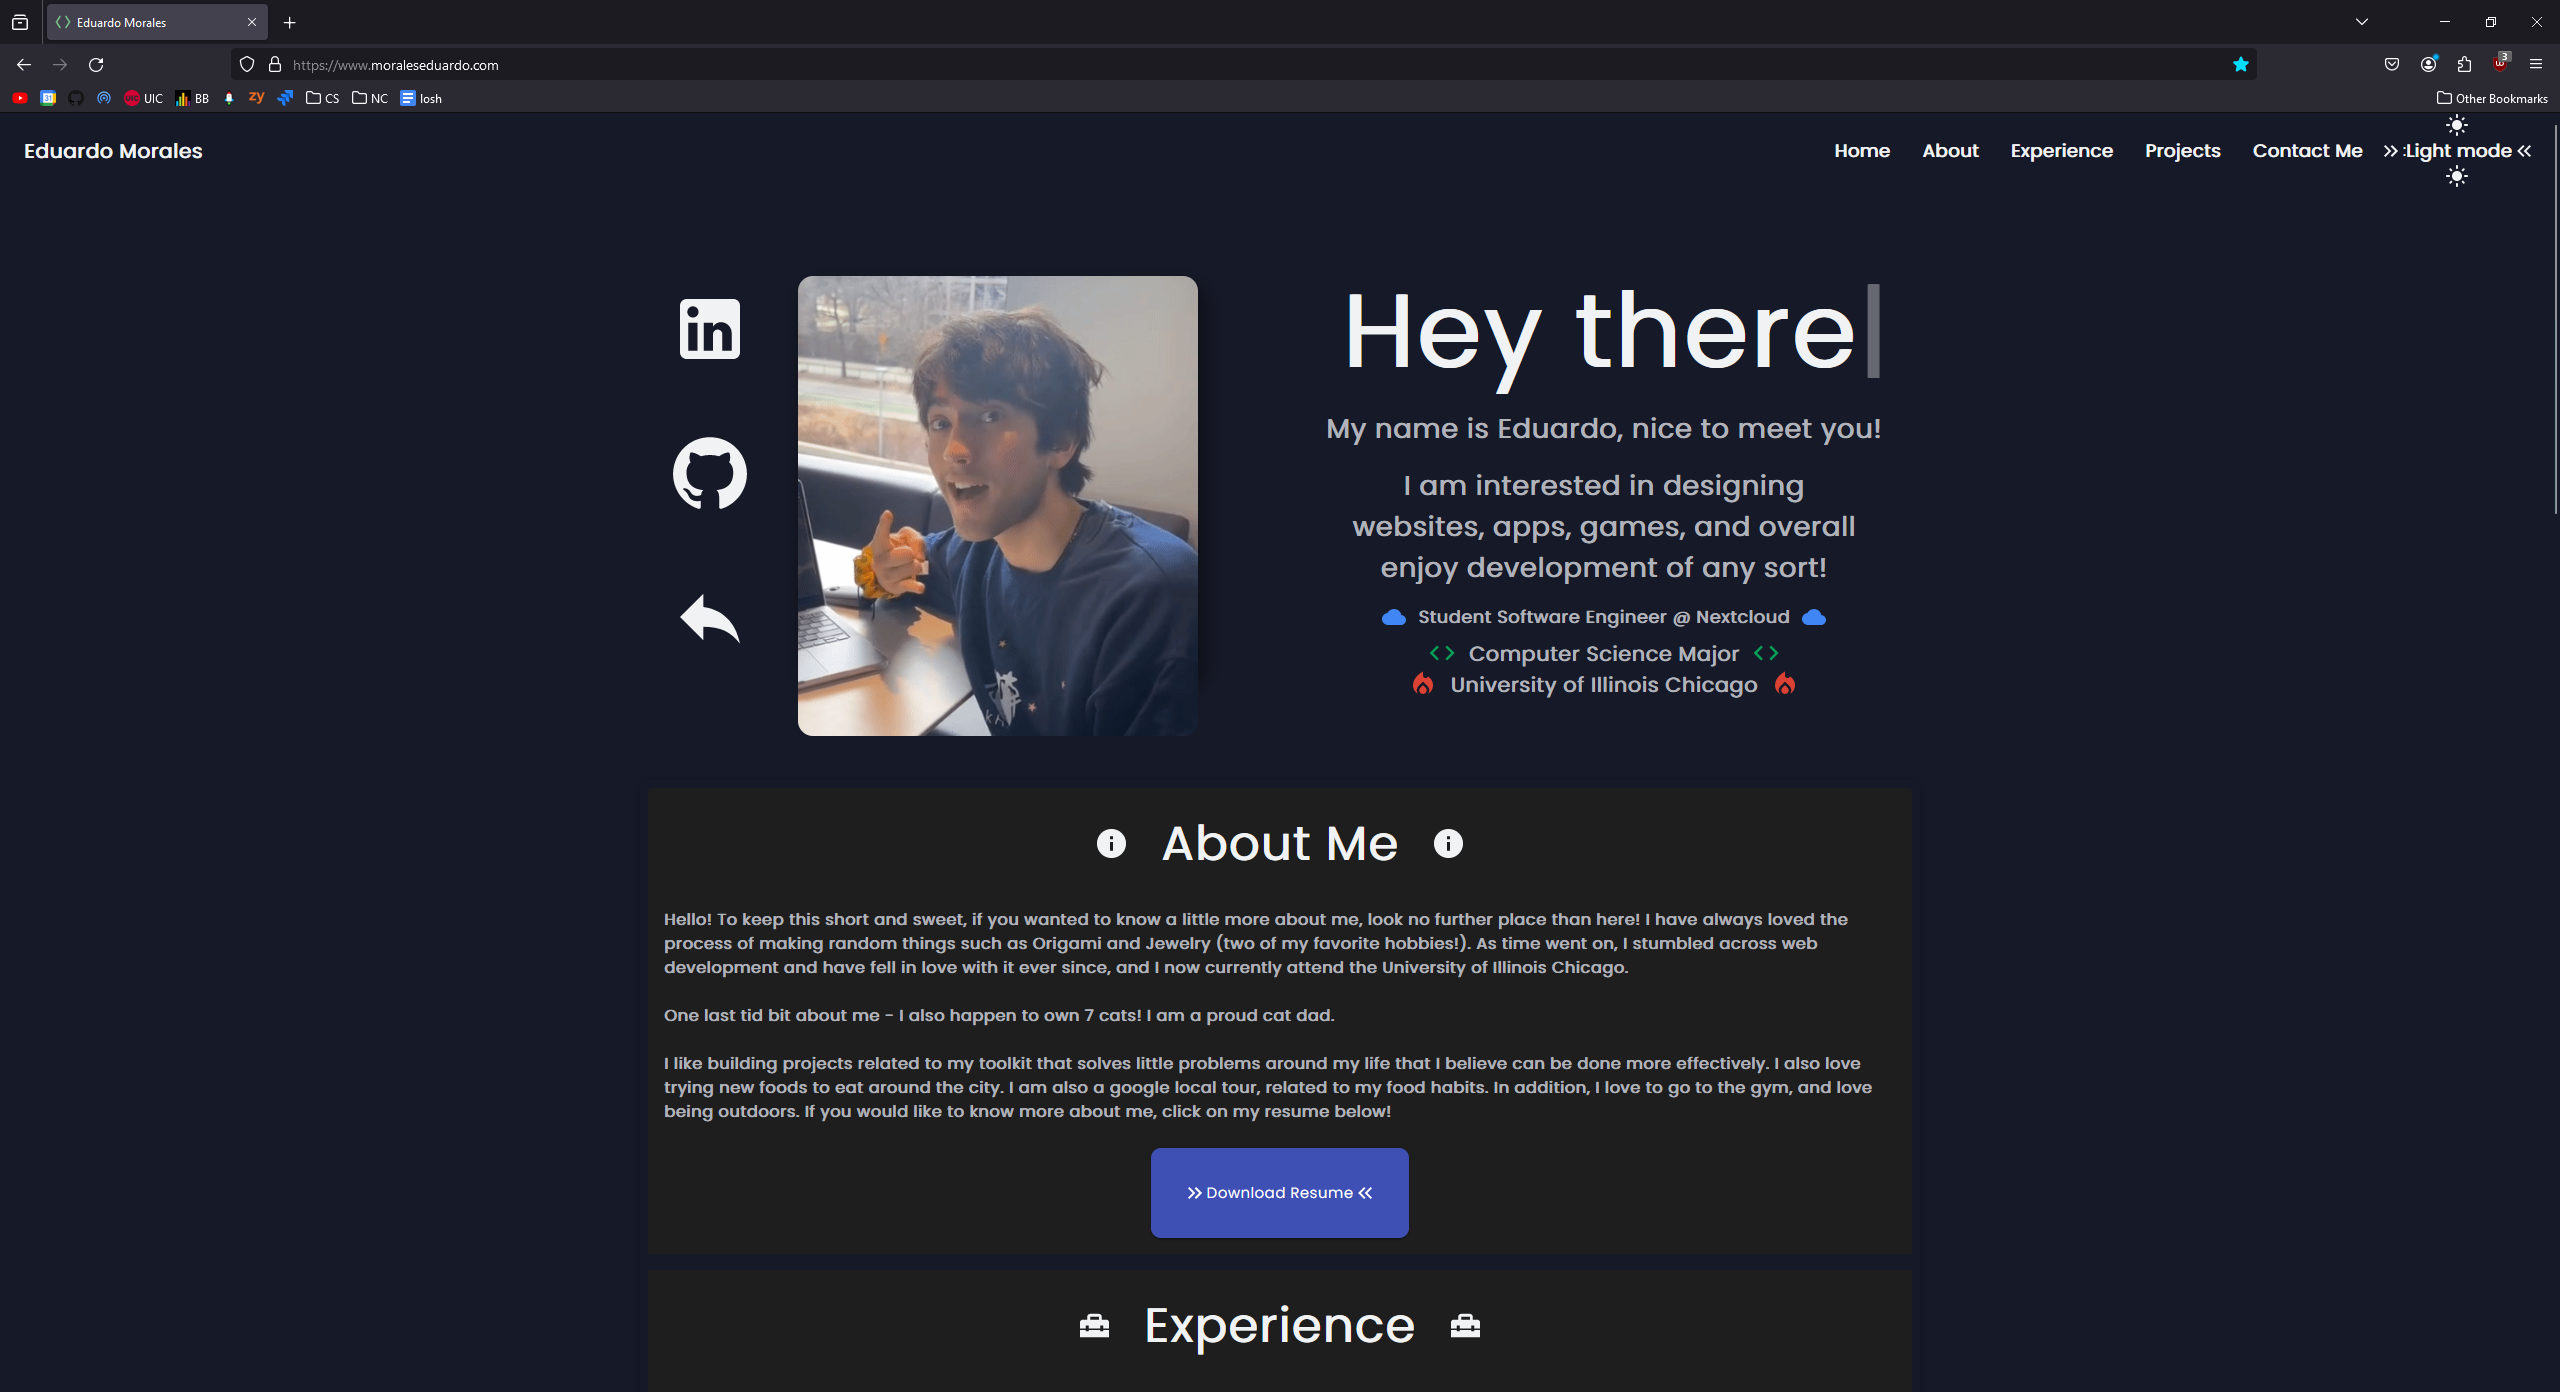 Eduardo Morales
https://www.moraleseduardo.com
31
UIC
BB
zy
CS
NC
losh
3
Other Bookmarks
Eduardo Morales
Home
About
Experience
Projects
Contact Me
Light mode
in
Hey there
My name is Eduardo, nice to meet you!
I am interested in designing
websites, apps, games, and overall
enjoy development of any sort!
Student Software Engineer @ Nextcloud
Computer Science Major
University of Illinois Chicago
About Me
Hello! To keep this short and sweet, if you wanted to know a little more about me, look no further place than here! I have always loved the
process of making random things such as Origami and Jewelry (two of my favorite hobbies!). As time went on, I stumbled across web
development and have fell in love with it ever since, and I now currently attend the University of Illinois Chicago.
One last tid bit about me - I also happen to own 7 cats! I am a proud cat dad.
I like building projects related to my toolkit that solves little problems around my life that I believe can be done more effectively. I also love
trying new foods to eat around the city. I am also a google local tour, related to my food habits. In addition, I love to go to the gym, and love
being outdoors. If you would like to know more about me, click on my resume below!
Download Resume
Experience